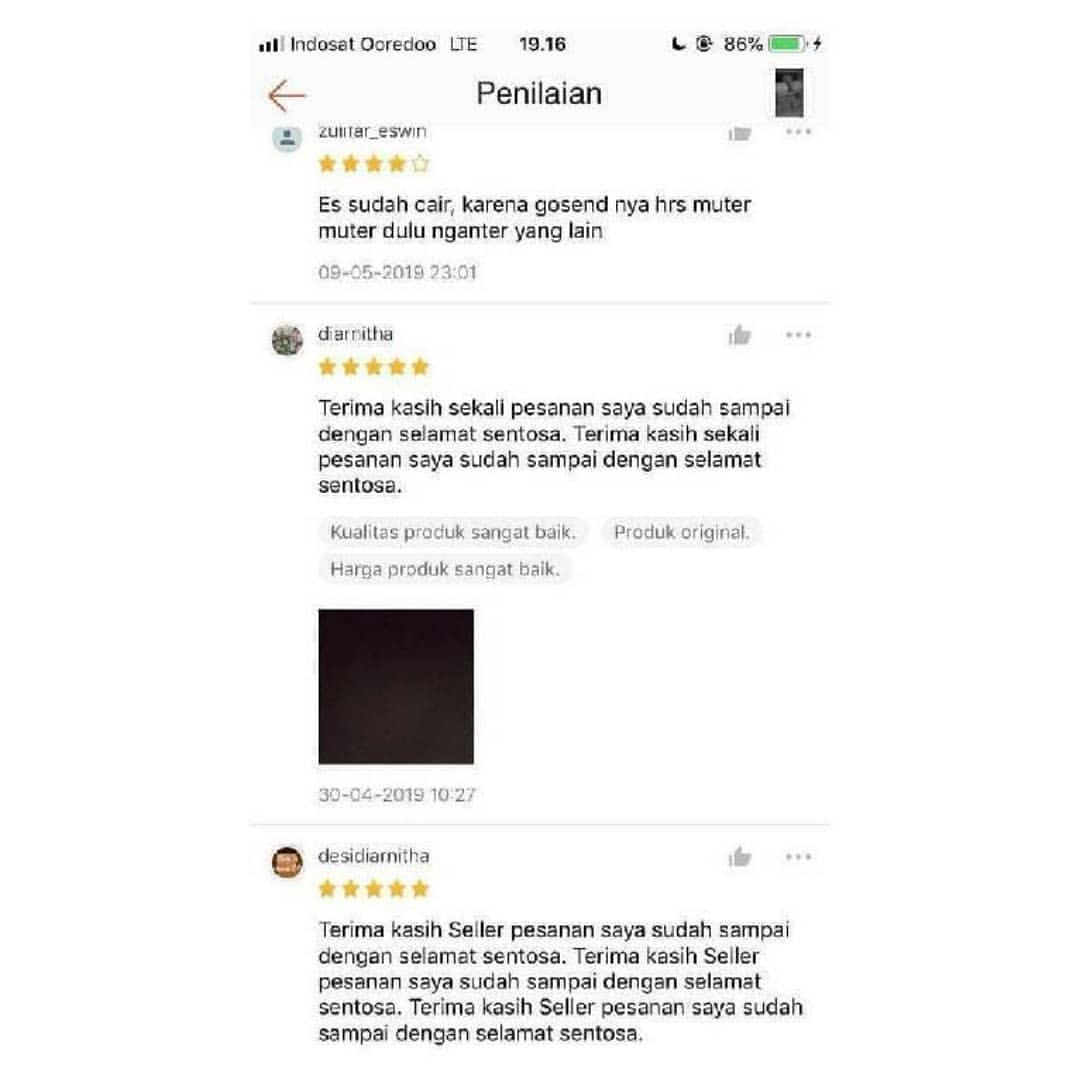 Indosat Ooredoo LTE 19.16 86%
Penilaian
zulifar_eswin
Es sudah cair, karena gosend nya hrs muter
muter dulu nganter yang lain
09-05-2019 23:01
diarnitha
Terima kasih sekali pesanan saya sudah sampai
dengan selamat sentosa. Terima kasih sekali
pesanan saya sudah sampai dengan selamat
sentosa.
Kualitas produk sangat baik. Produk original.
Harga produk sangat baik.
30-04-2019 10:27
desidiarnitha
Terima kasih Seller pesanan saya sudah sampai
dengan selamat sentosa. Terima kasih Seller
pesanan saya sudah sampai dengan selamat
sentosa. Terima kasih Seller pesanan saya sudah
sampai dengan selamat sentosa.